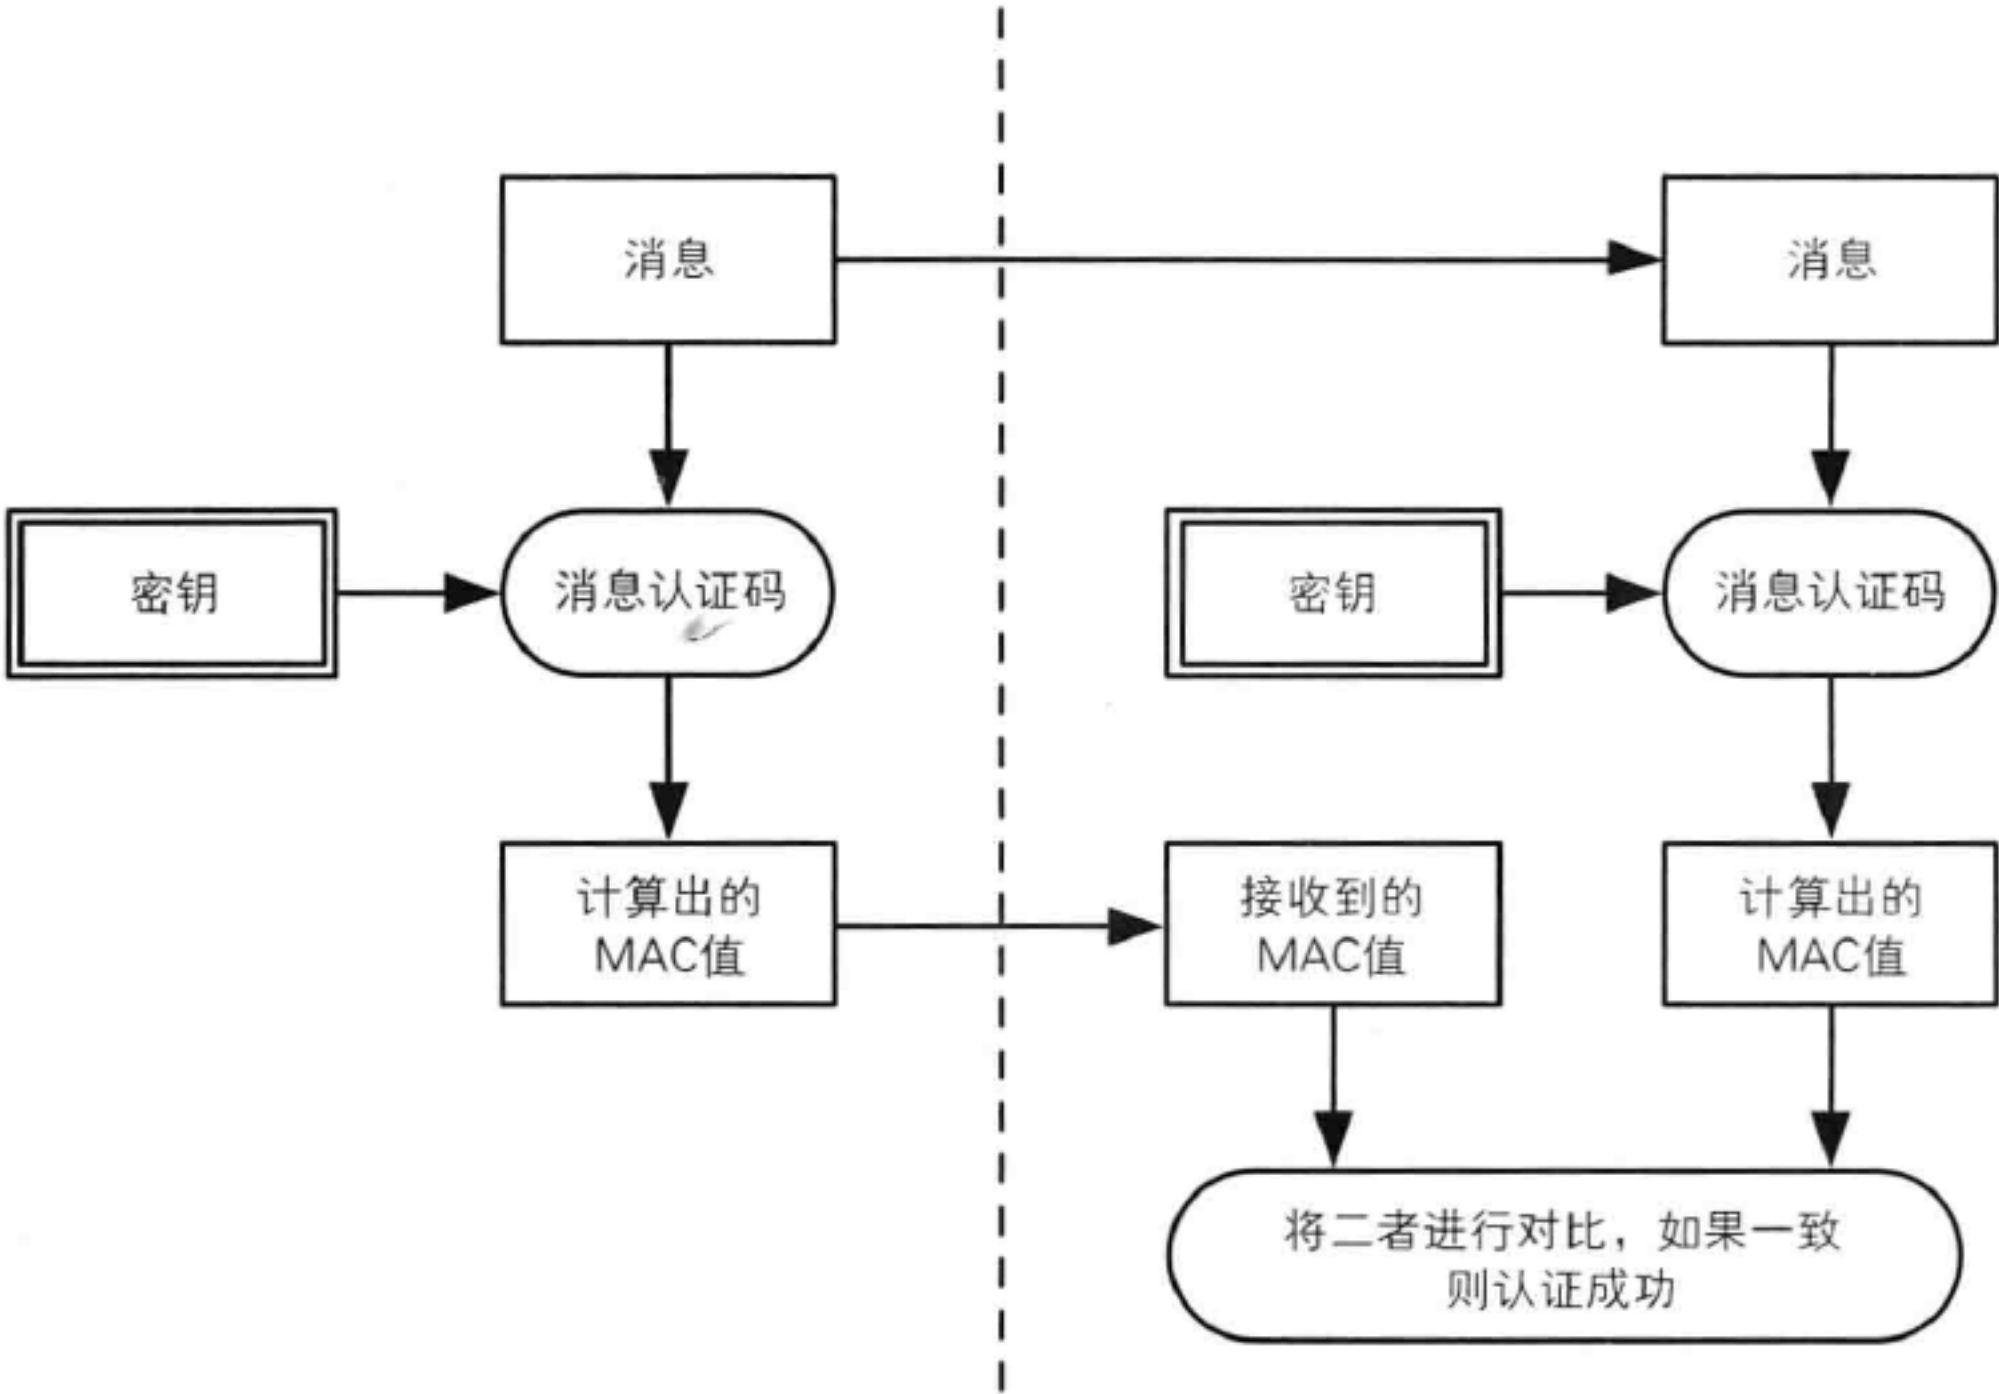 消息
消息
密钥
消息认证码
密钥
消息认证码
计算出的
MAC值
接收到的
MAC值
计算出的
MAC值
将二者进行对比，如果一致
则认证成功